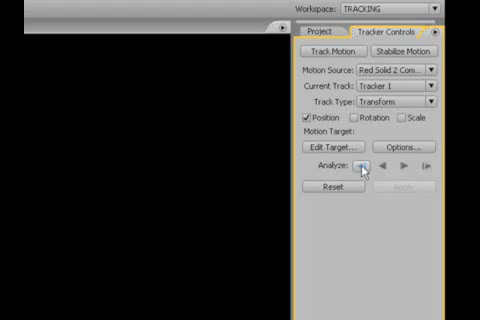 Workspace: TRACKING
Project Tracker Controls
Track Motion Stabilize Motion
Motion Source: Red Solid 2 Com...
Current Track: Tracker 1
Track Type: Transform
Position Rotation Scale
Motion Target:
Edit Target... Options...
Analyze:
Reset Apply